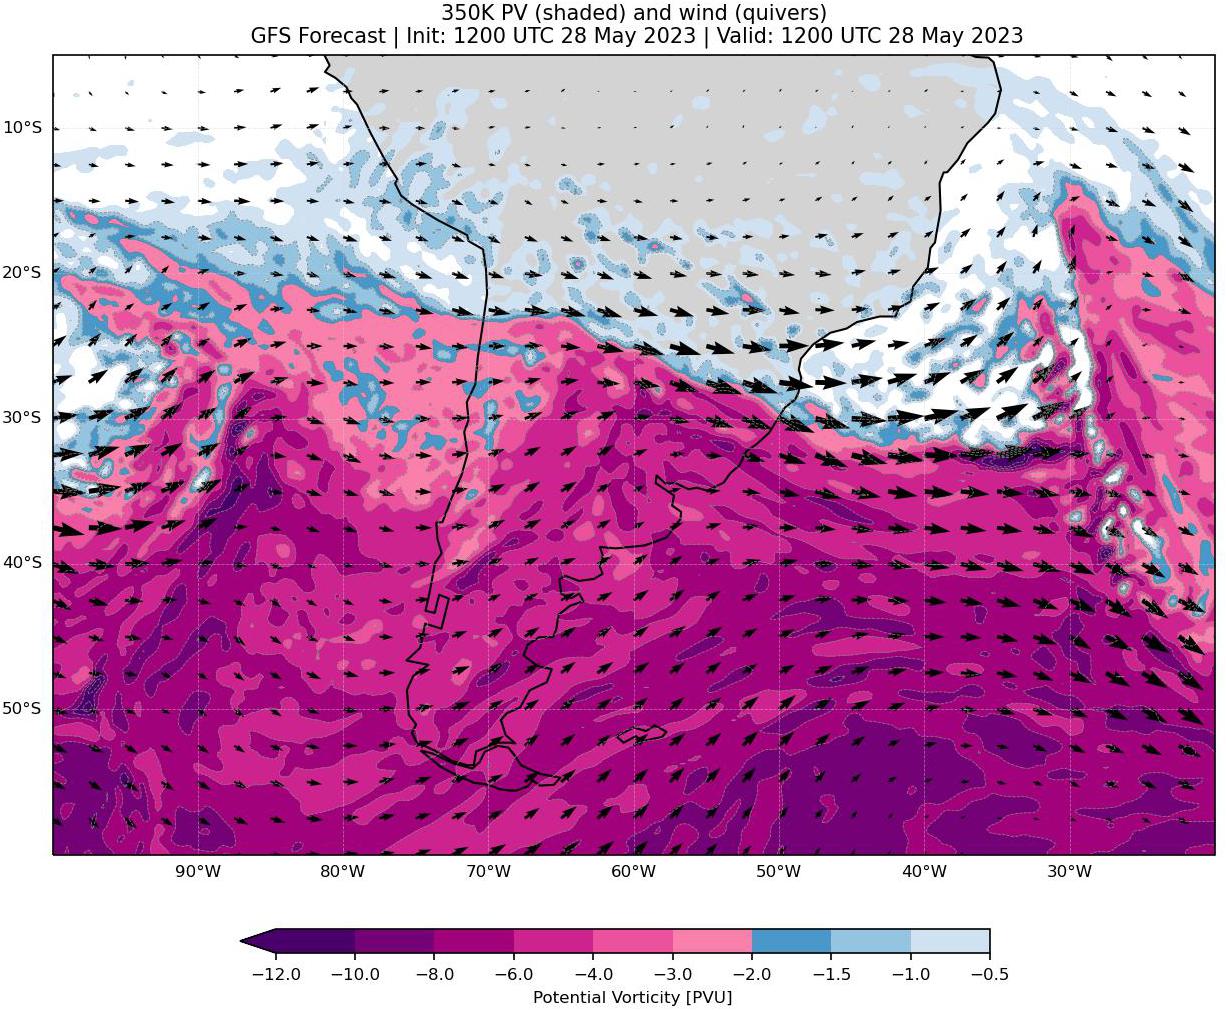 350K PV (shaded) and wind (quivers)
GFS Forecast | Init: 1200 UTC 28 May 2023 | Valid: 1200 UTC 28 May 2023
10°S
20°S
30°S
40°S
50°S
90°W 80°W 70°W 60°W 50°W 40°W 30°W
−12.0 −10.0 −8.0 −6.0 −4.0 −3.0 −2.0 −1.5 −1.0 −0.5
Potential Vorticity [PVU]